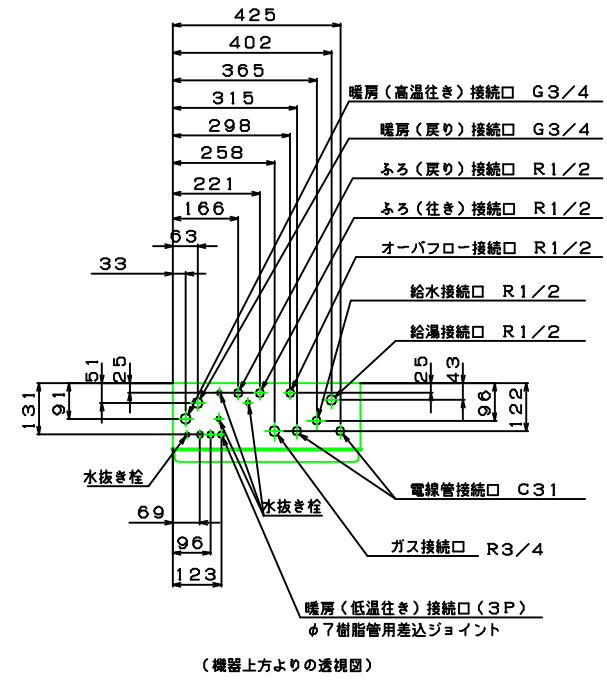 425
402
365
315
298
258
221
166
63
33
暖房（高温往き）接続口 G3／4
暖房（戻り）接続口 G3／4
ふろ（戻り）接続口 R1／2
ふろ（往き）接続口 R1／2
オーバフロー接続口 R1／2
給水接続口 R1／2
給湯接続口 R1／2
131
91
51
25
25
43
96
122
水抜き栓
水抜き栓
電線管接続口 C31
69
96
123
ガス接続口 R3／4
暖房（低温往き）接続口（3P）
φ7樹脂管用差込ジョイント
（機器上方よりの透視図）